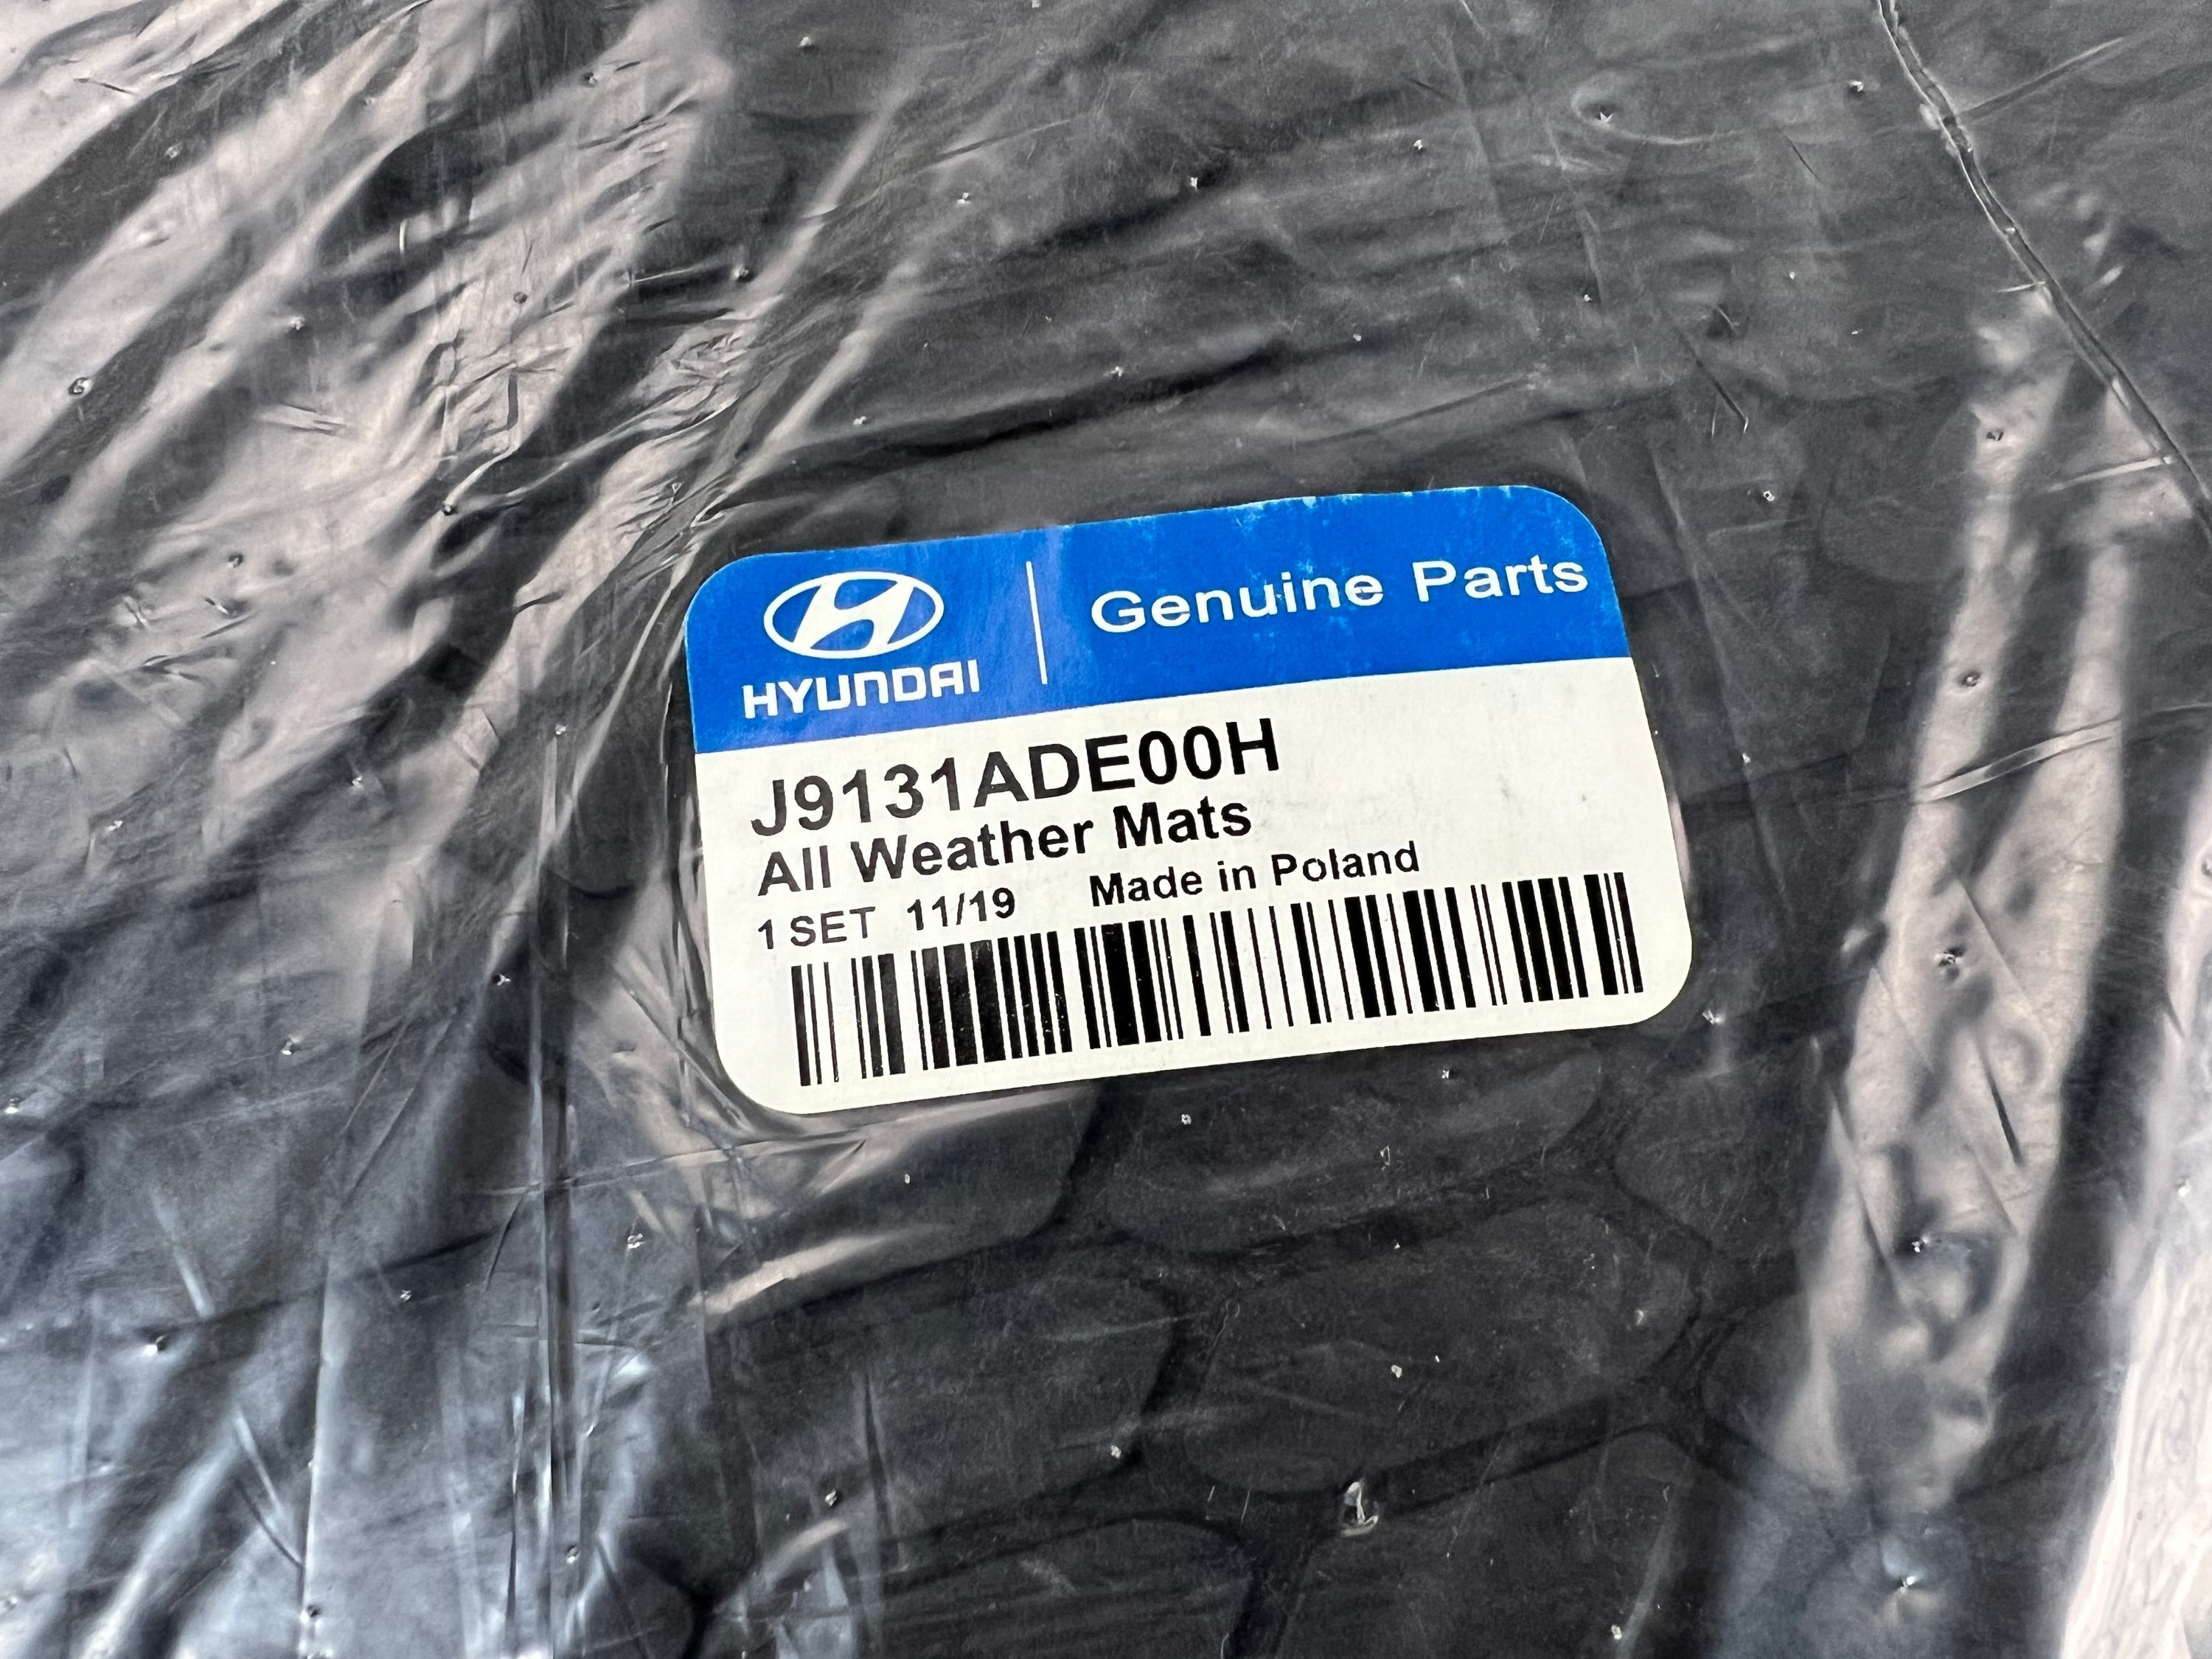 HYUNDAI
Genuine Parts
J9131ADE00H
All Weather Mats
1 SET 11/19 Made in Poland